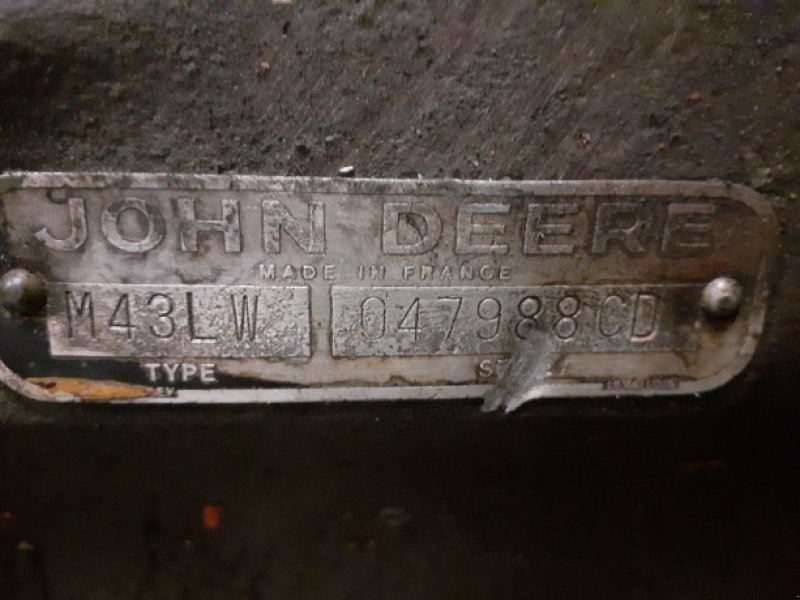 JOHN DEERE
MADE IN FRANCE
M43LW 047988CD
TYPE